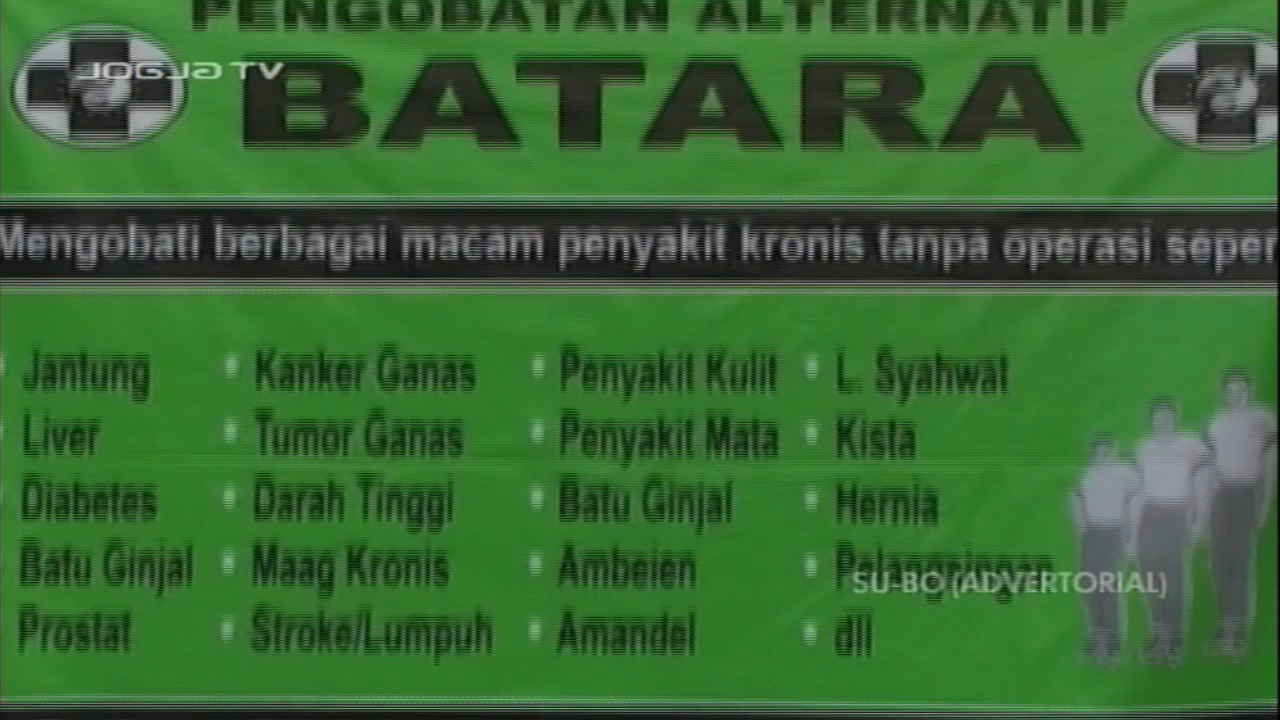 PENGOBATAN ALTERNATIF
JOGJA TV
BATARA
Mengobati berbagai macam penyakit kronis tanpa operasi seper
Jantung
Liver
Diabetes
Batu Ginjal
Prostat
Kanker Ganas
Tumor Ganas
Darah Tinggi
Maag Kronis
Stroke/Lumpuh
Penyakit Kulit
Penyakit Mata
Batu Ginjal
Ambeien
Amandel
L. Syahwat
Kista
Hernia
Pelangsingan
dll
SU-BO (ADVERTORIAL)